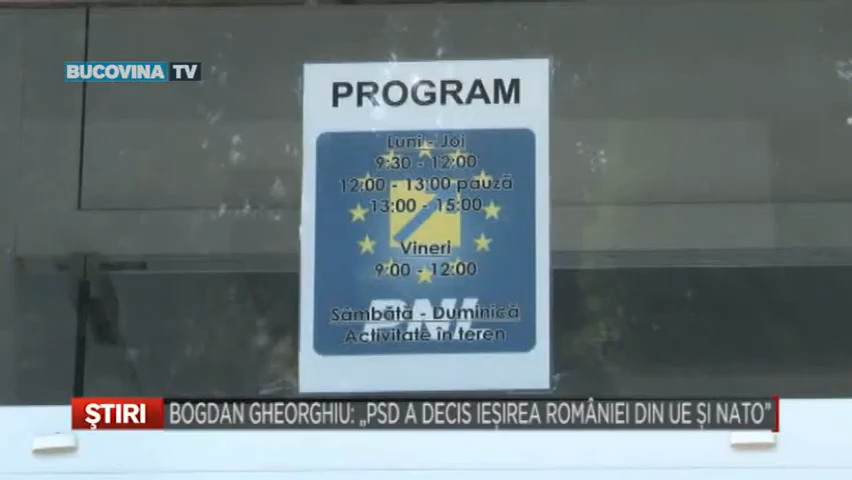 BUCOVINA TV
PROGRAM
Luni - Joi
9:30 - 12:00
12:00 - 13:00 pauză
13:00 - 15:00
Vineri
9:00 - 12:00
Sâmbătă - Duminică
Activitate în teren
PNL
ŞTIRI BOGDAN GHEORGHIU: „PSD A DECIS IEȘIREA ROMÂNIEI DIN UE ȘI NATO”